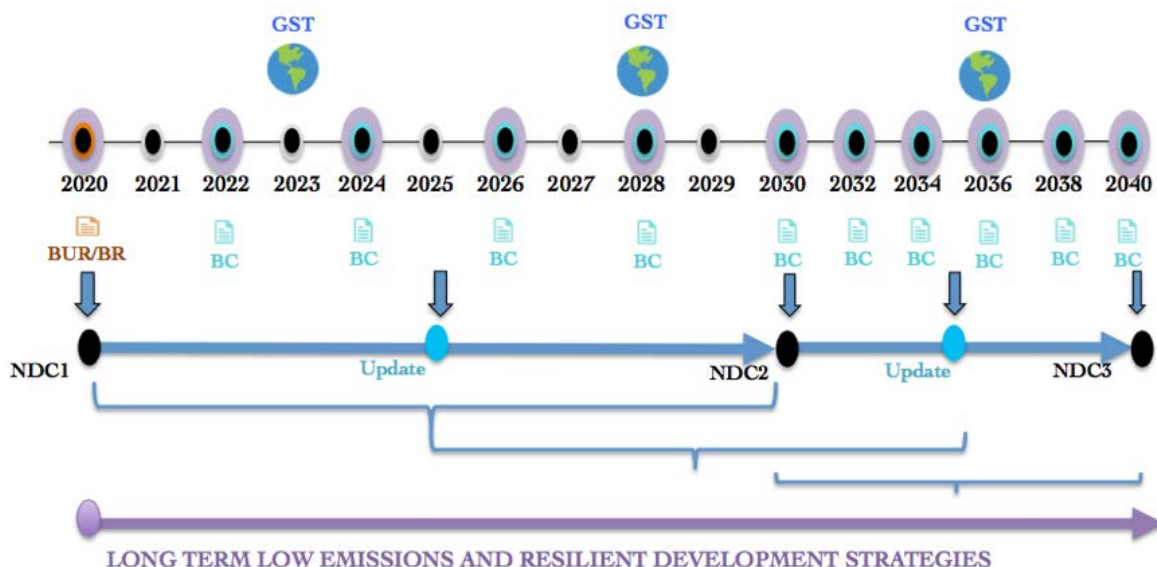 GST GST GST
2020 2021 2022 2023 2024 2025 2026 2027 2028 2029 2030 2032 2034 2036 2038 2040
BUR/BR BC BC BC BC BC BC BC BC BC BC
NDC1 Update NDC2 Update NDC3
LONG TERM LOW EMISSIONS AND RESILIENT DEVELOPMENT STRATEGIES